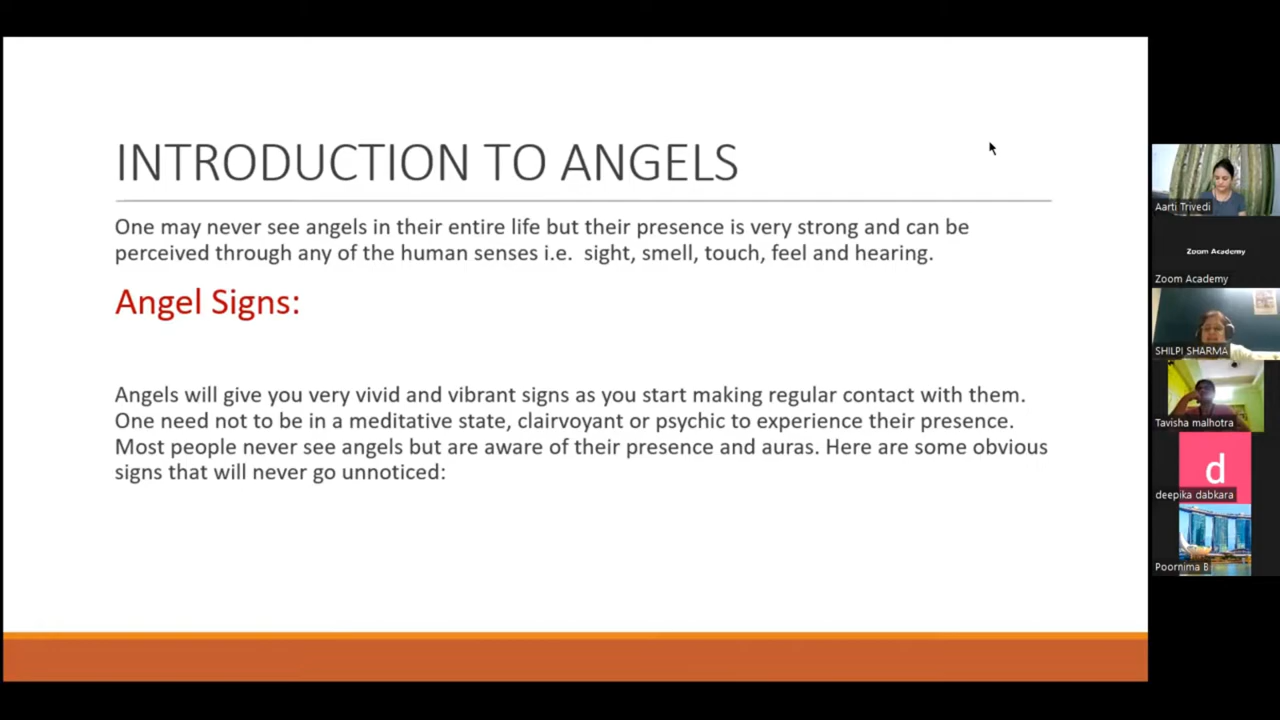 INTRODUCTION TO ANGELS
One may never see angels in their entire life but their presence is very strong and can be
perceived through any of the human senses i.e. sight, smell, touch, feel and hearing.
Angel Signs:
Angels will give you very vivid and vibrant signs as you start making regular contact with them.
One need not to be in a meditative state, clairvoyant or psychic to experience their presence.
Most people never see angels but are aware of their presence and auras. Here are some obvious
signs that will never go unnoticed:
Aarti Trivedi
Zoom Academy
Zoom Academy
SHILPI SHARMA
Tavisha malhotra
d
deepika dabkara
Poornima B